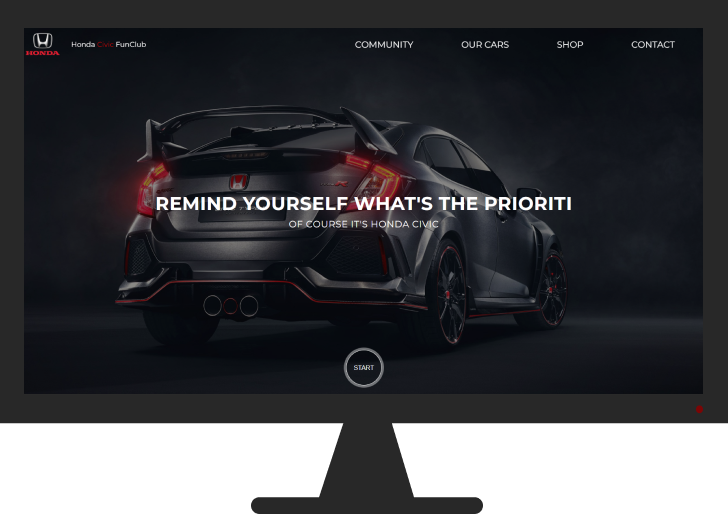 HONDA
Honda Civic FunClub
COMMUNITY
OUR CARS
SHOP
CONTACT
REMIND YOURSELF WHAT'S THE PRIORITI
OF COURSE IT'S HONDA CIVIC
START